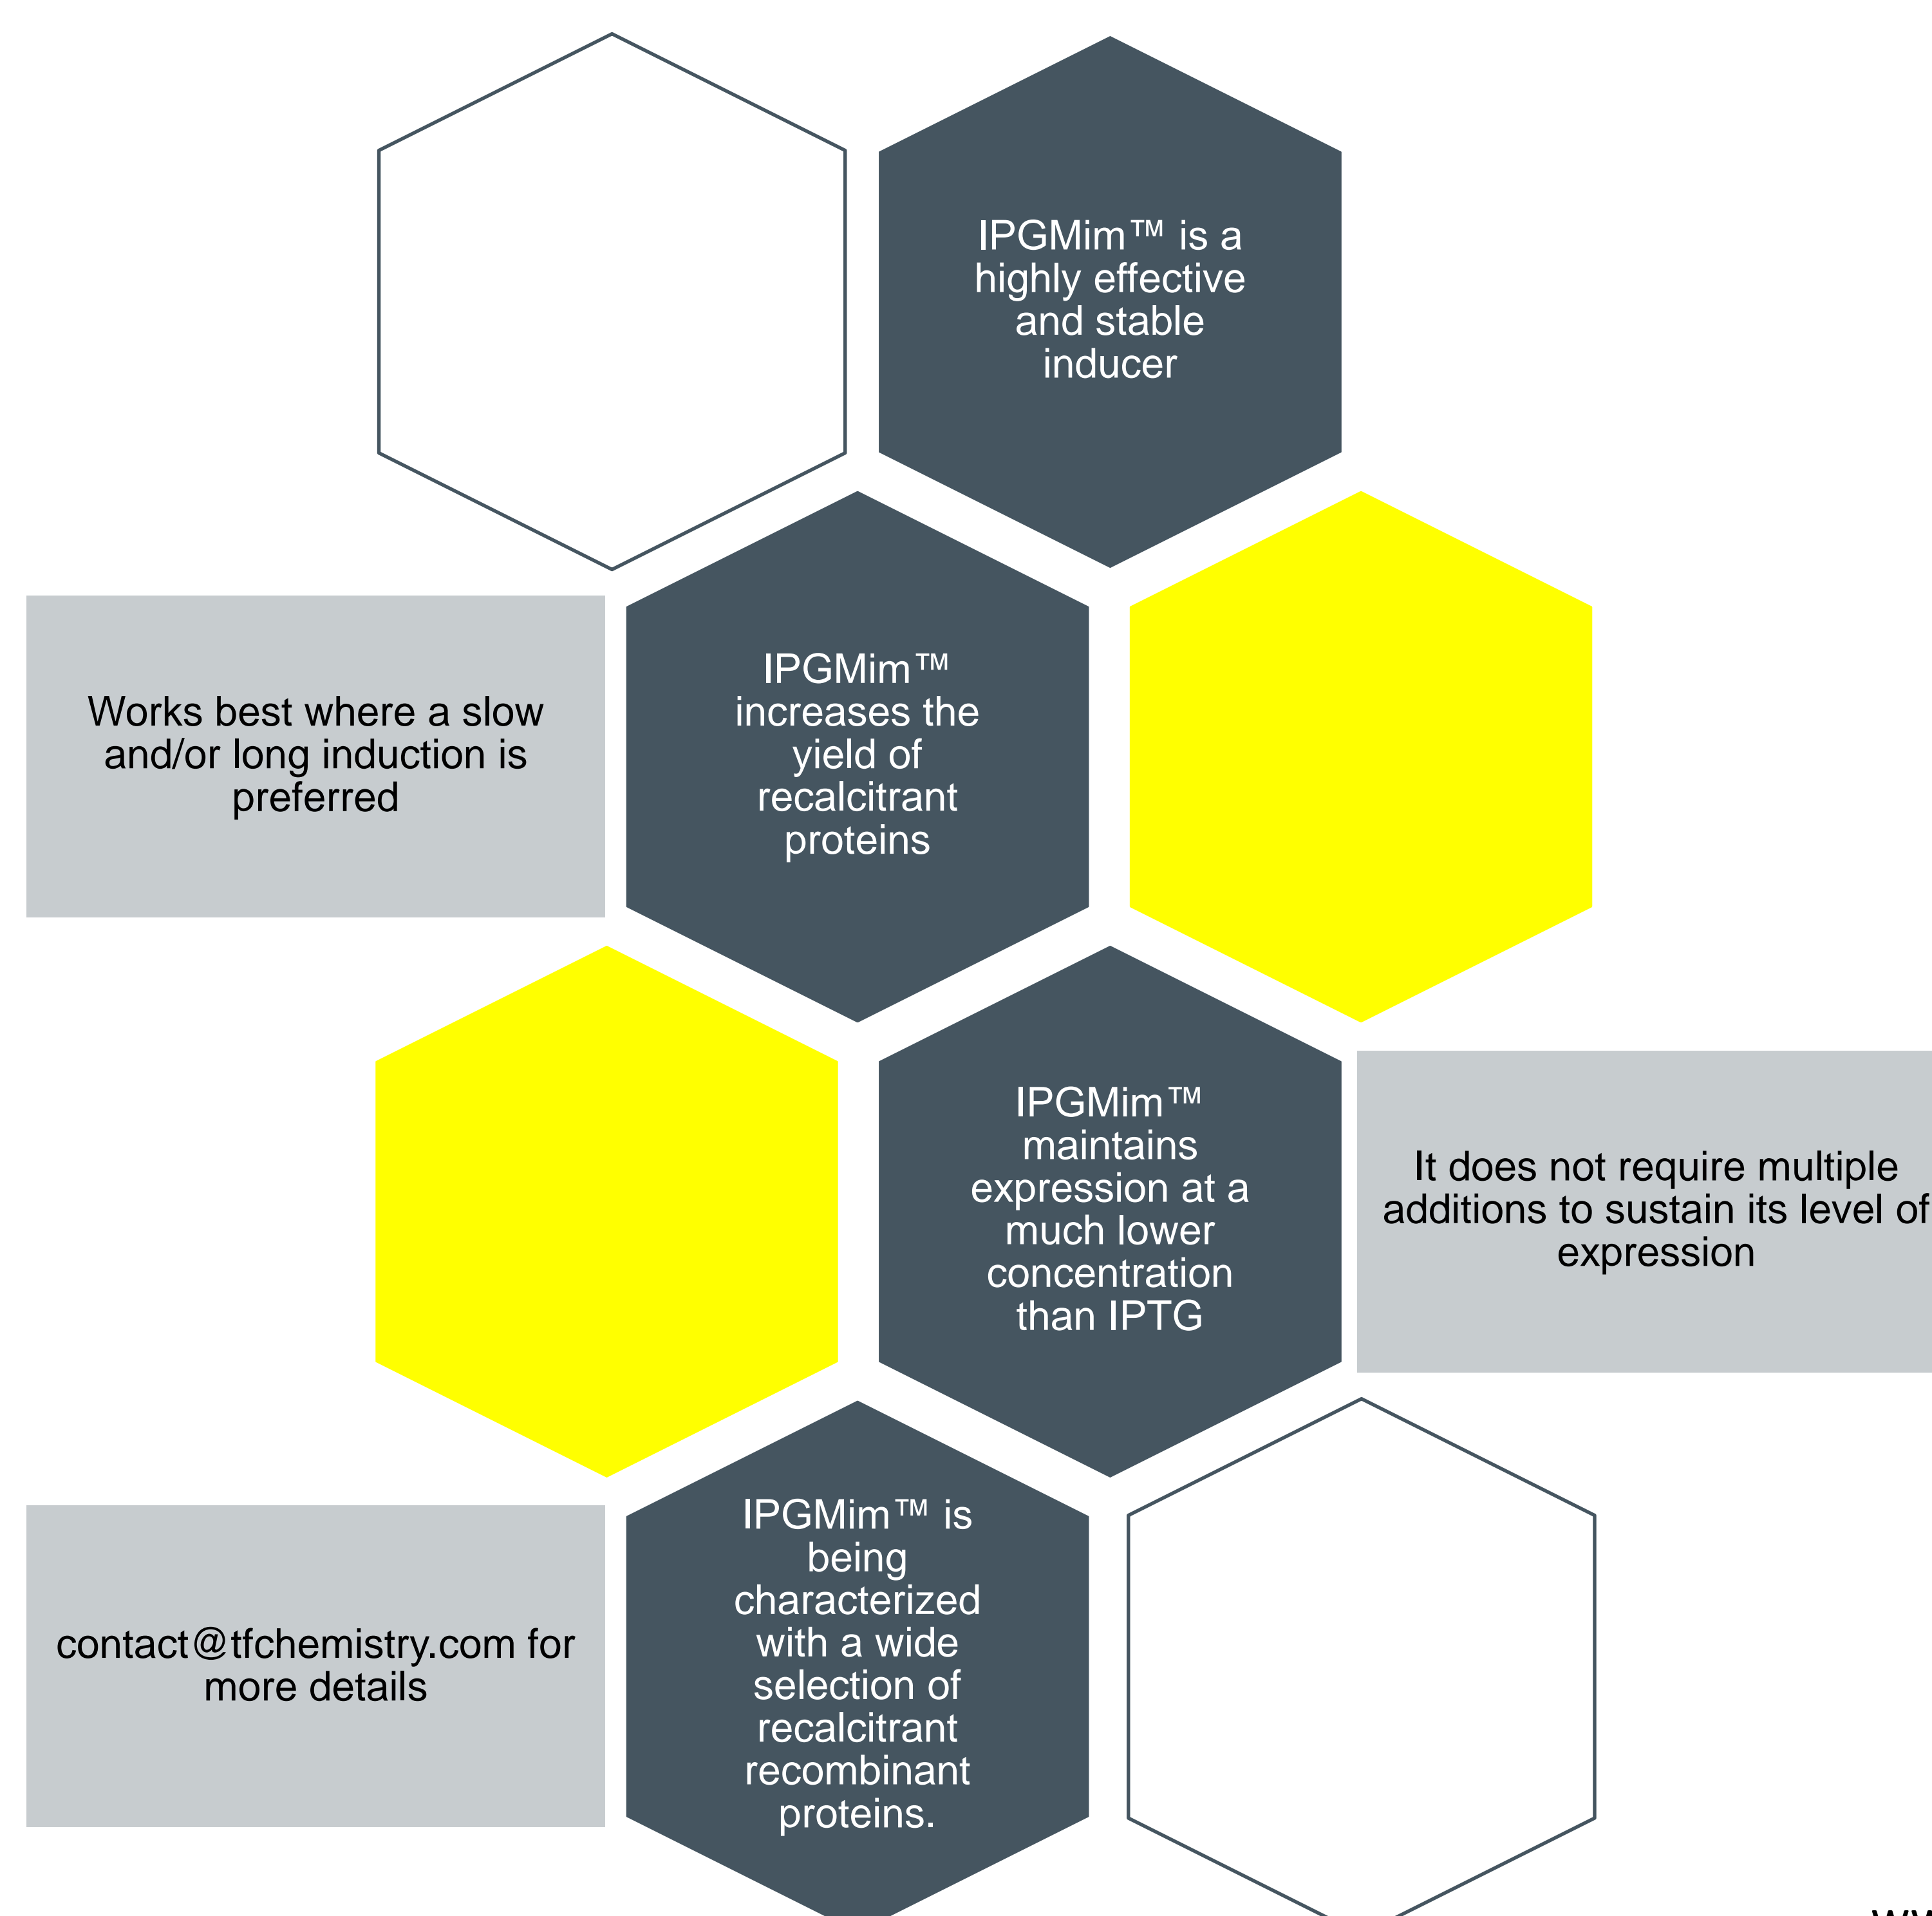 IPGMim™ is a
highly effective
and stable
inducer
Works best where a slow
and/or long induction is
preferred
IPGMim™
increases the
yield of
recalcitrant
proteins
IPGMim™
maintains
expression at a
much lower
concentration
than IPTG
It does not require multiple
additions to sustain its level of
expression
contact@tfchemistry.com for
more details
IPGMim™ is
being
characterized
with a wide
selection of
recalcitrant
recombinant
proteins.